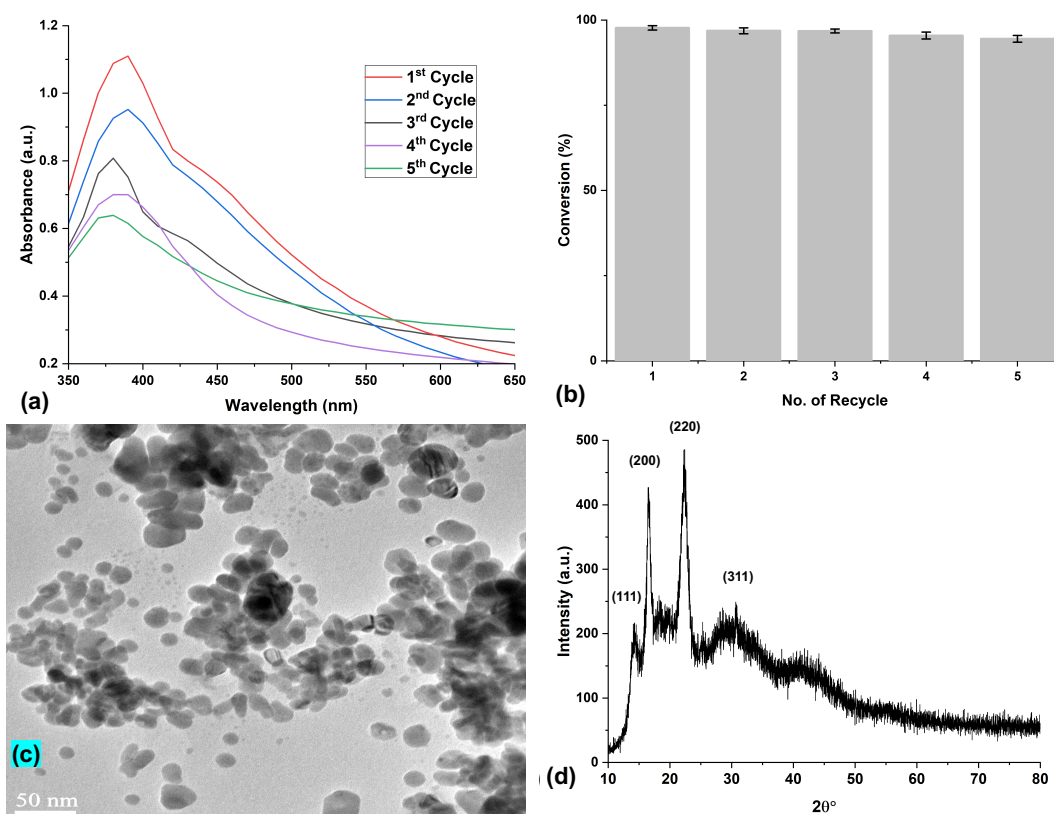 1.2
1.0
0.8
0.6
0.4
0.2
Absorbance (a.u.)
1st Cycle
2nd Cycle
3rd Cycle
4th Cycle
5th Cycle
350 400 450 500 550 600 650
Wavelength (nm)
(a)
100
50
0
Conversion (%)
1 2 3 4 5
No. of Recycle
(b)
(c)
50 nm
500
400
300
200
100
0
Intensity (a.u.)
(111)
(200)
(220)
(311)
10 20 30 40 50 60 70 80
2θ°
) (d)